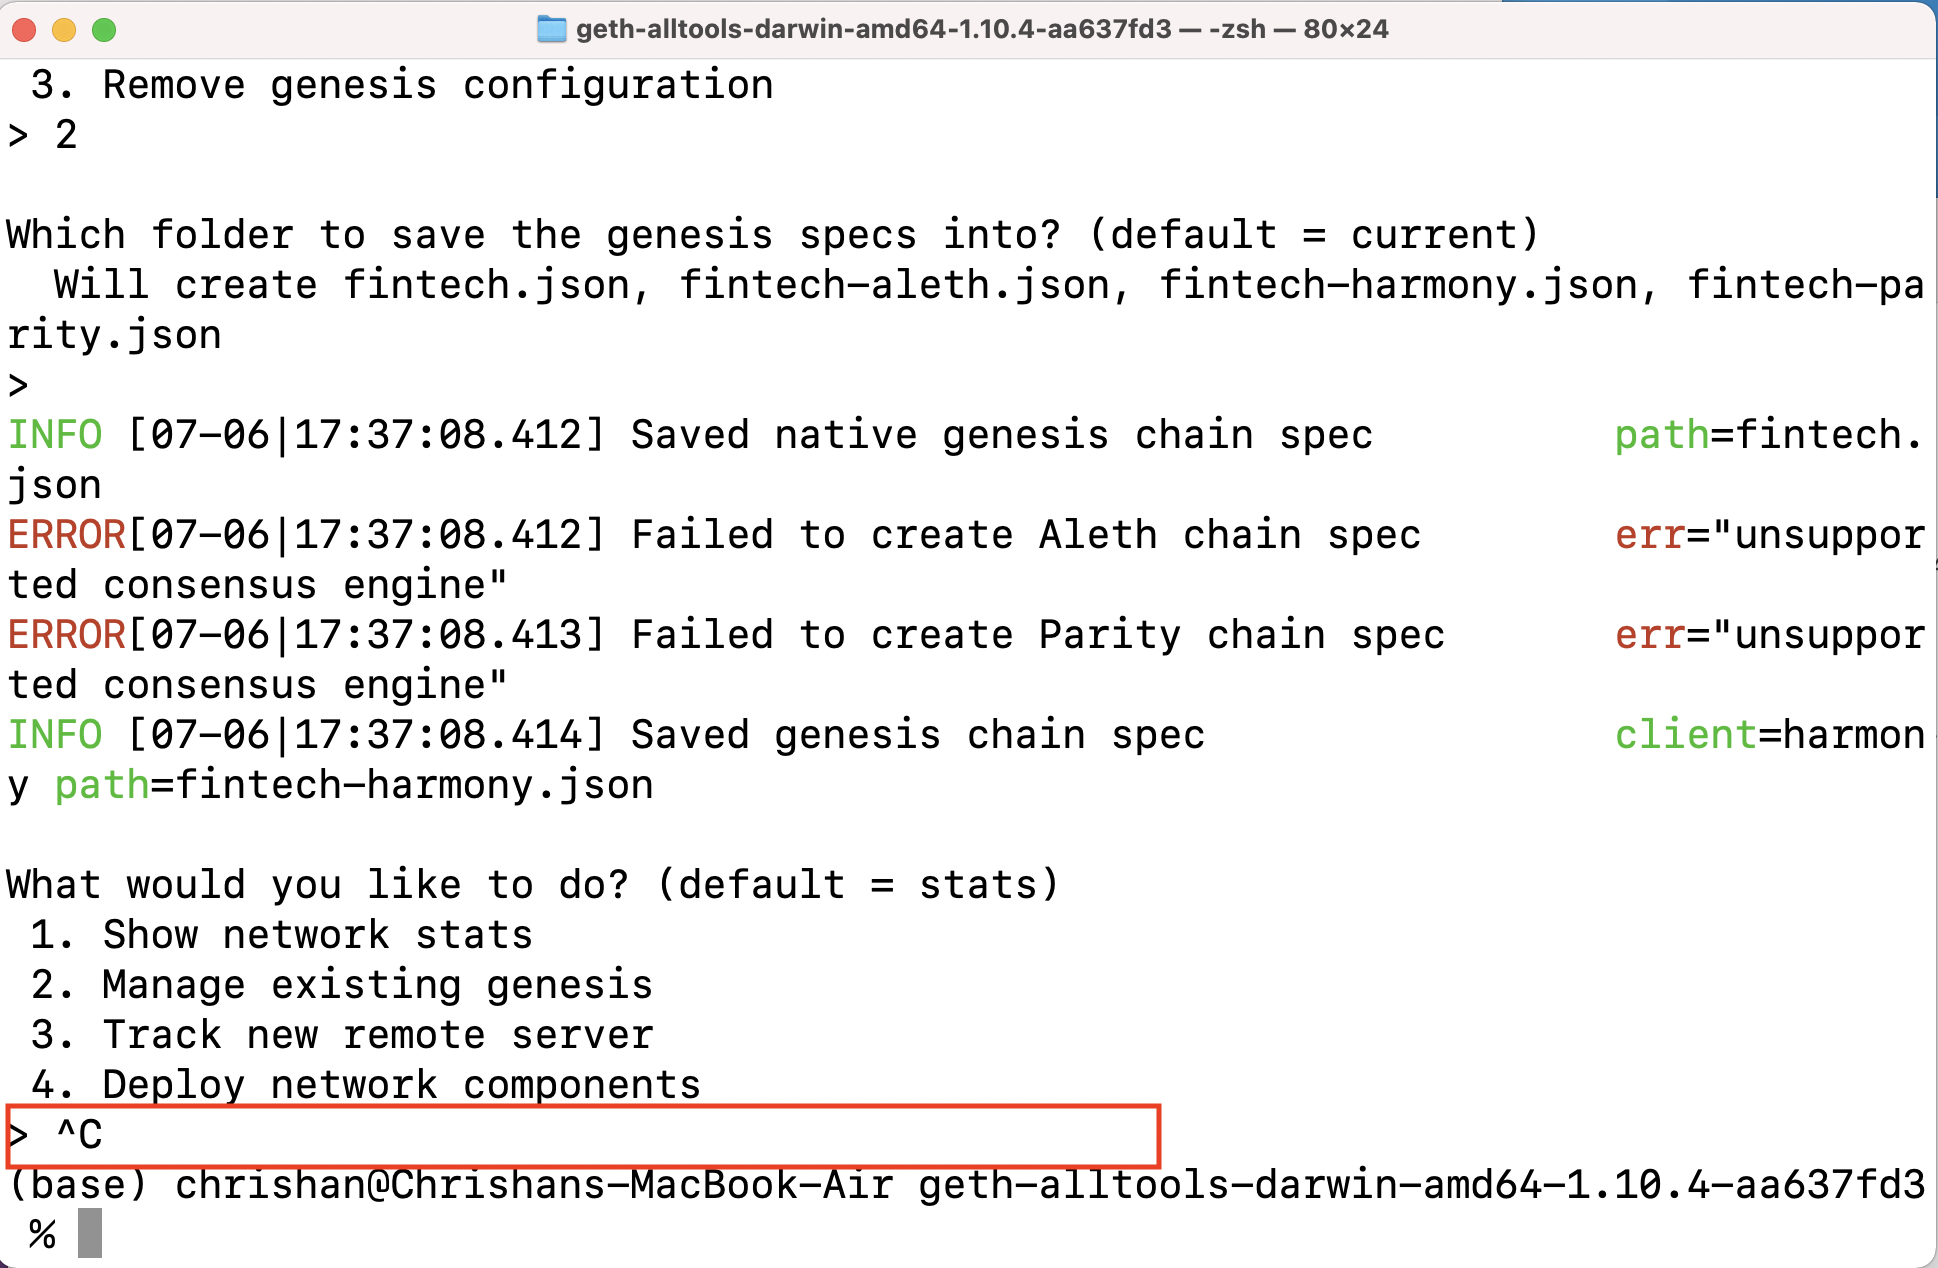 geth-alltools-darwin-amd64-1.10.4-aa637fd3 — -zsh — 80×24
3. Remove genesis configuration
> 2
Which folder to save the genesis specs into? (default = current)
Will create fintech.json, fintech-aleth.json, fintech-harmony.json, fintech-pa
rity.json
>
INFO [07-06|17:37:08.412] Saved native genesis chain spec path=fintech.
json
ERROR[07-06|17:37:08.412] Failed to create Aleth chain spec err="unsuppor
ted consensus engine"
ERROR[07-06|17:37:08.413] Failed to create Parity chain spec err="unsuppor
ted consensus engine"
INFO [07-06|17:37:08.414] Saved genesis chain spec client=harmon
y path=fintech-harmony.json
What would you like to do? (default = stats)
1. Show network stats
2. Manage existing genesis
3. Track new remote server
4. Deploy network components
> ^C
(base) chrishan@Chrishans-MacBook-Air geth-alltools-darwin-amd64-1.10.4-aa637fd3
%